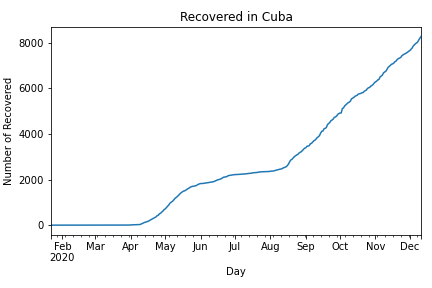 Recovered in Cuba
8000
6000
4000
2000
0
Number of Recovered
Feb Mar Apr May Jun Jul Aug Sep Oct Nov Dec
2020
Day